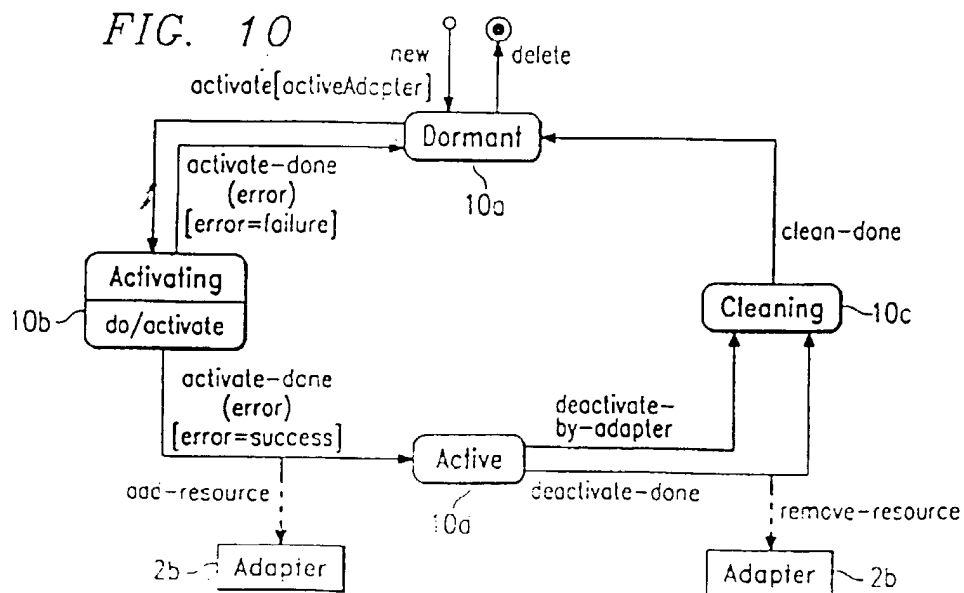 FIG. 10
new
delete
activate[activeAdapter]
Dormant
10a
activate-done
(error)
[error=failure]
clean-done
Activating
do/activate
10b
Cleaning
10c
activate-done
(error)
[error=success]
deactivate-
by-adapter
Active
10d
deactivate-done
add-resource
remove-resource
2b
Adapter
Adapter
2b